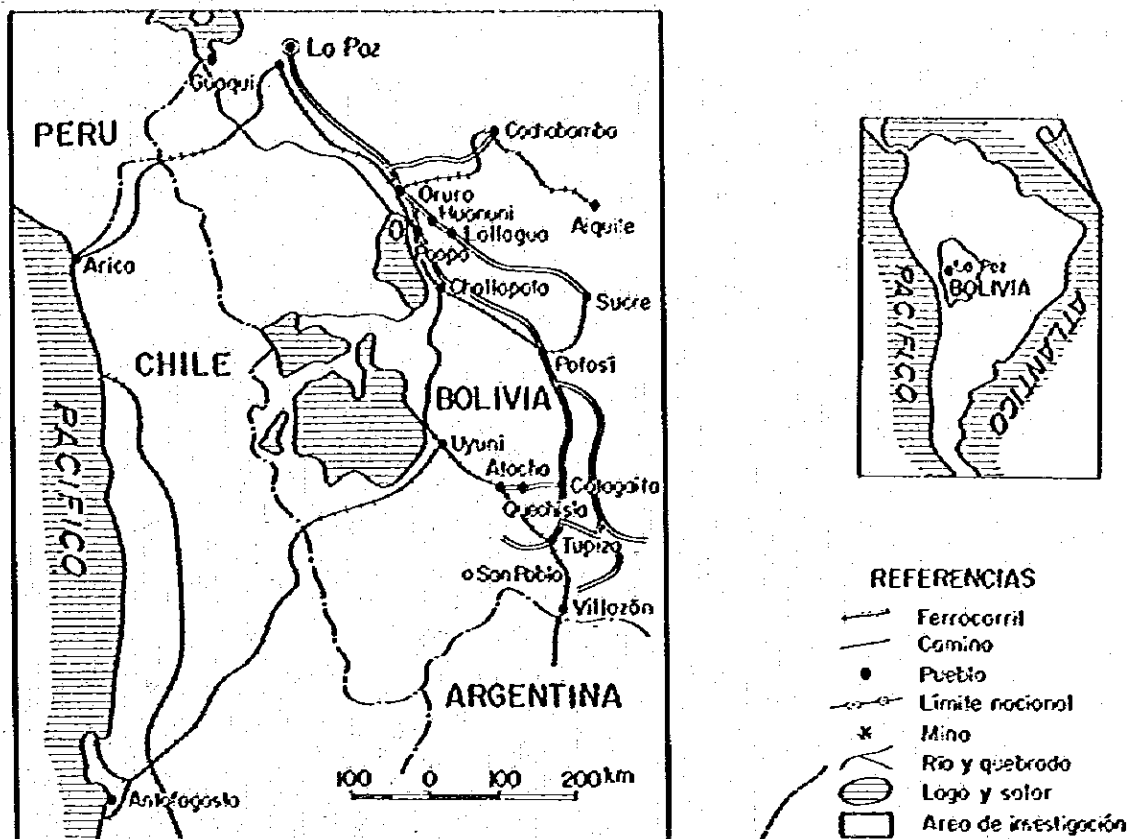 La Paz
Guaqui
PERU
Cochabamba
Oruro
Huanuni
Aiquile
Lallagua
Poopó
Arica
Challapata
Sucre
CHILE
Potosí
BOLIVIA
PACIFICO
Uyuni
Atocha
Cotagaita
Quechisla
Tupiza
San Pablo
Villazón
ARGENTINA
100 0 100 200 km
Antofagasta
La Paz
BOLIVIA
PACIFICO
ATLANTICO
REFERENCIAS
Ferrocarril
Camino
Pueblo
Límite nacional
Mina
Río y quebrada
Lago y salar
Area de investigación